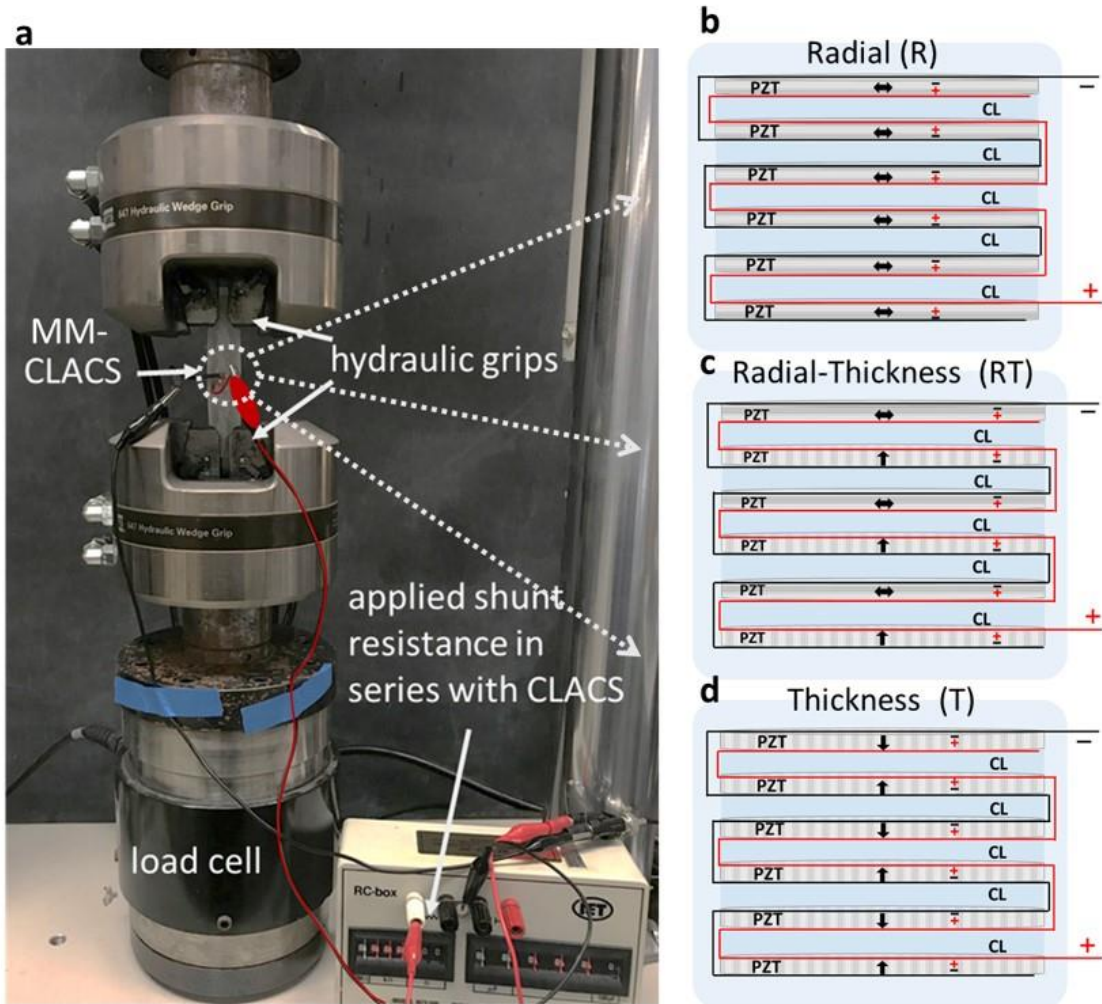 a
647 Hydraulic Wedge Grip
MM-
CLACS
hydraulic grips
647 Hydraulic Wedge Grip
applied shunt
resistance in
series with CLACS
load cell
RC-box
IET
b
Radial (R)
PZT
−
+
−
CL
PZT
+
−
CL
PZT
−
+
CL
PZT
+
−
CL
PZT
−
+
CL
+
PZT
+
−
c
Radial-Thickness (RT)
PZT
−
+
−
CL
PZT
+
−
CL
PZT
−
+
CL
PZT
+
−
CL
PZT
−
+
CL
+
PZT
+
−
d
Thickness (T)
PZT
−
+
−
CL
PZT
+
−
CL
PZT
−
+
CL
PZT
+
−
CL
PZT
−
+
CL
+
PZT
+
−